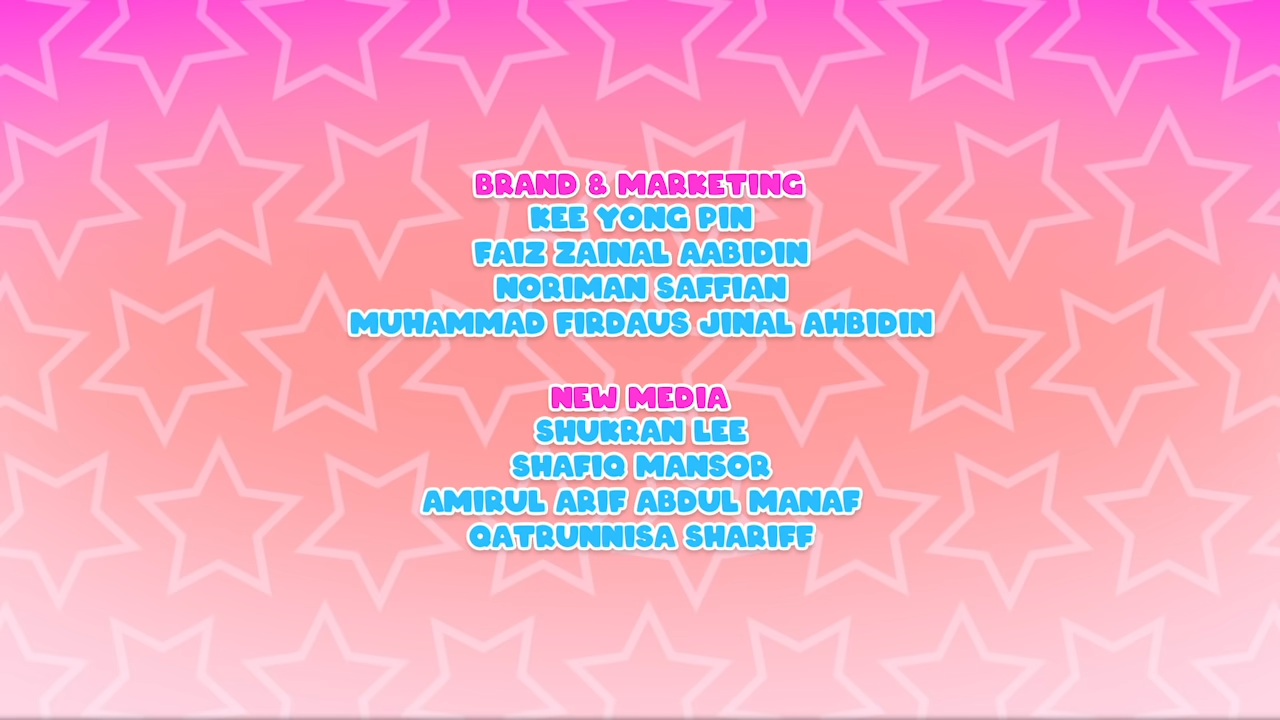 BRAND & MARKETING
KEE YONG PIN
FAIZ ZAINAL AABIDIN
NORIMAN SAFFIAN
MUHAMMAD FIRDAUS JINAL AHBIDIN
NEW MEDIA
SHUKRAN LEE
SHAFIQ MANSOR
AMIRUL ARIF ABDUL MANAF
QATRUNNISA SHARIFF